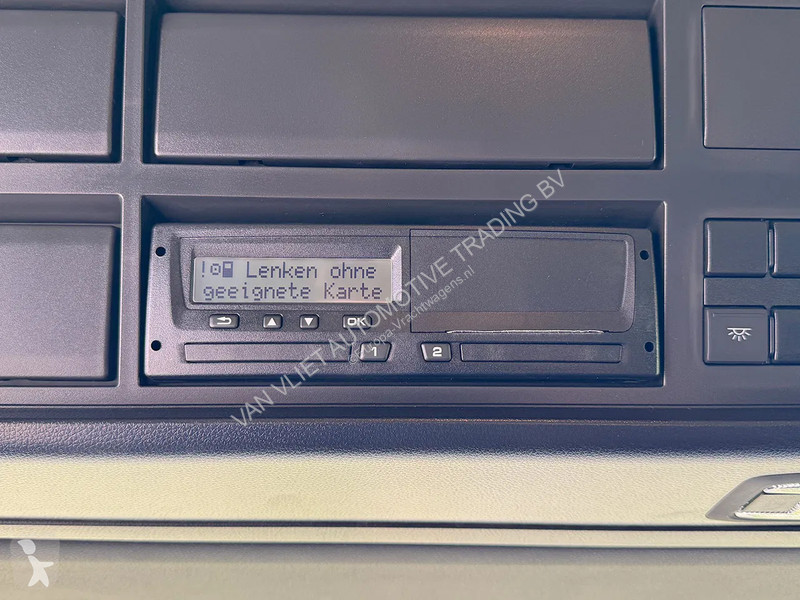 ! Lenken ohne
geeignete Karte
OK
1
2
VAN VLIET AUTOMOTIVE TRADING BV